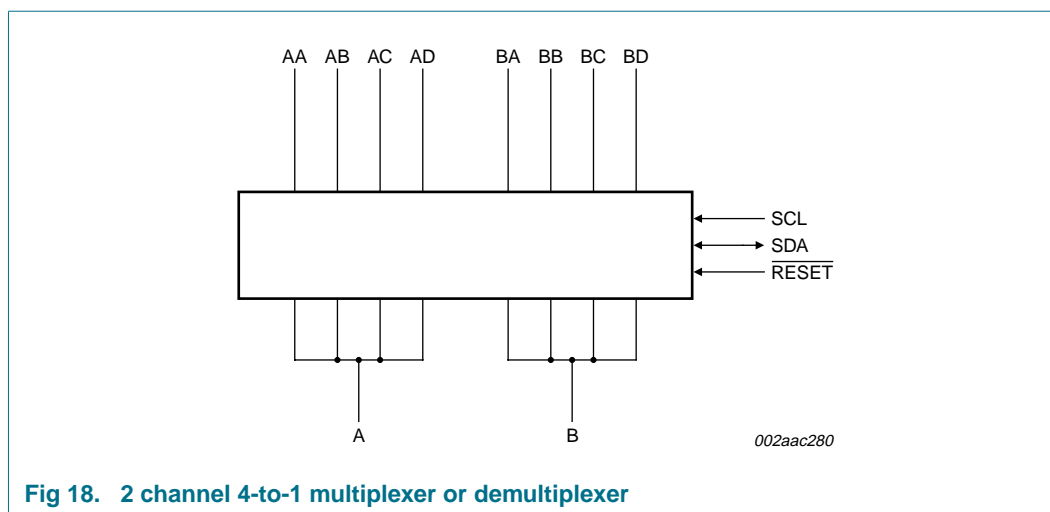 AA AB AC AD BA BB BC BD
SCL
SDA
RESET
A B
002aac280
Fig 18. 2 channel 4-to-1 multiplexer or demultiplexer